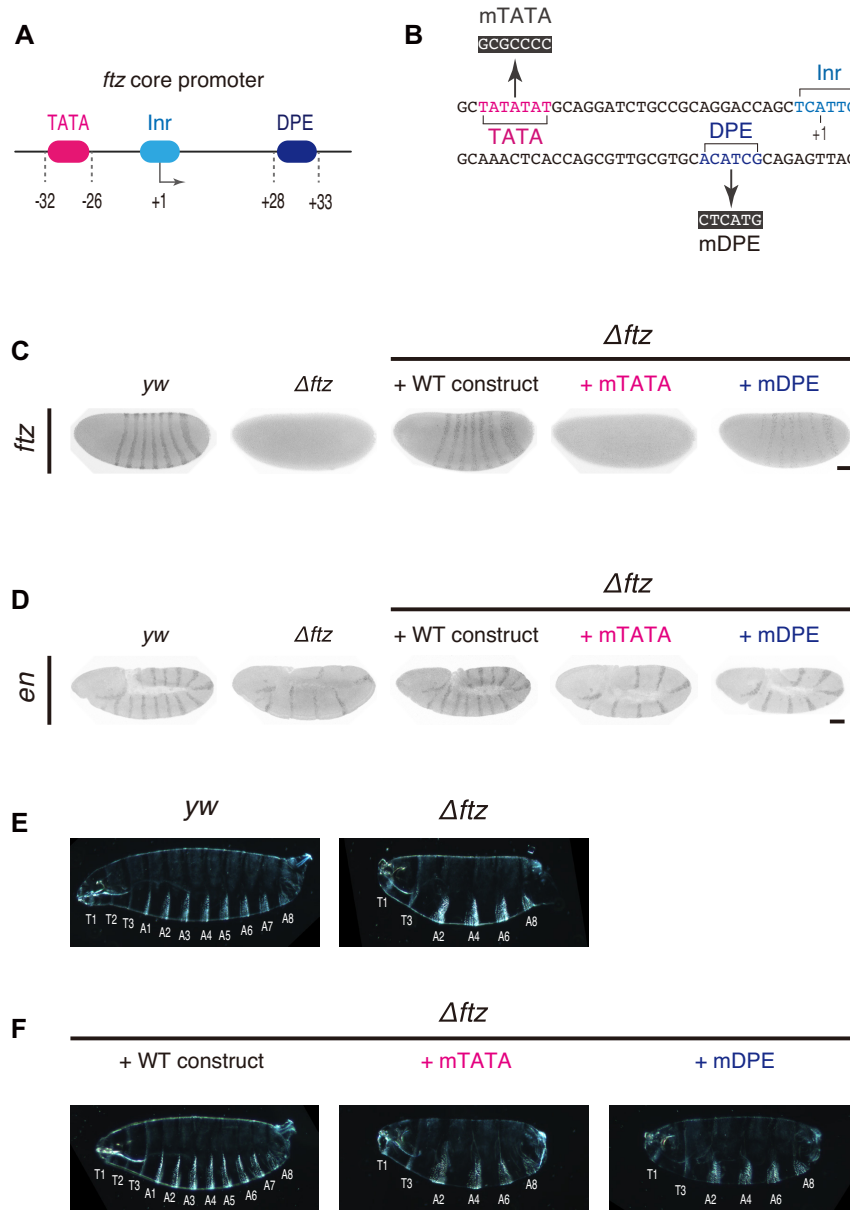 A
ftz core promoter
TATA Inr DPE
-32 -26 +1 +28 +33
B
mTATA
GCGCCCC
Inr
GCTATATATGCAGGATCTGCCGCAGGACCAGCTCATTC
TATA DPE +1
GCAAACTCACCAGCGTTGCGTGCACATCGCAGAGTTAG
CTCATG
mDPE
C
Δftz
yw Δftz + WT construct + mTATA + mDPE
ftz
D
Δftz
yw Δftz + WT construct + mTATA + mDPE
en
E
yw Δftz
T1 T2 T3 A1 A2 A3 A4 A5 A6 A7 A8
T1 T3 A2 A4 A6 A8
F
Δftz
+ WT construct + mTATA + mDPE
T1 T2 T3 A1 A2 A3 A4 A5 A6 A7 A8
T1 T3 A2 A4 A6 A8
T1 T3 A2 A4 A6 A8